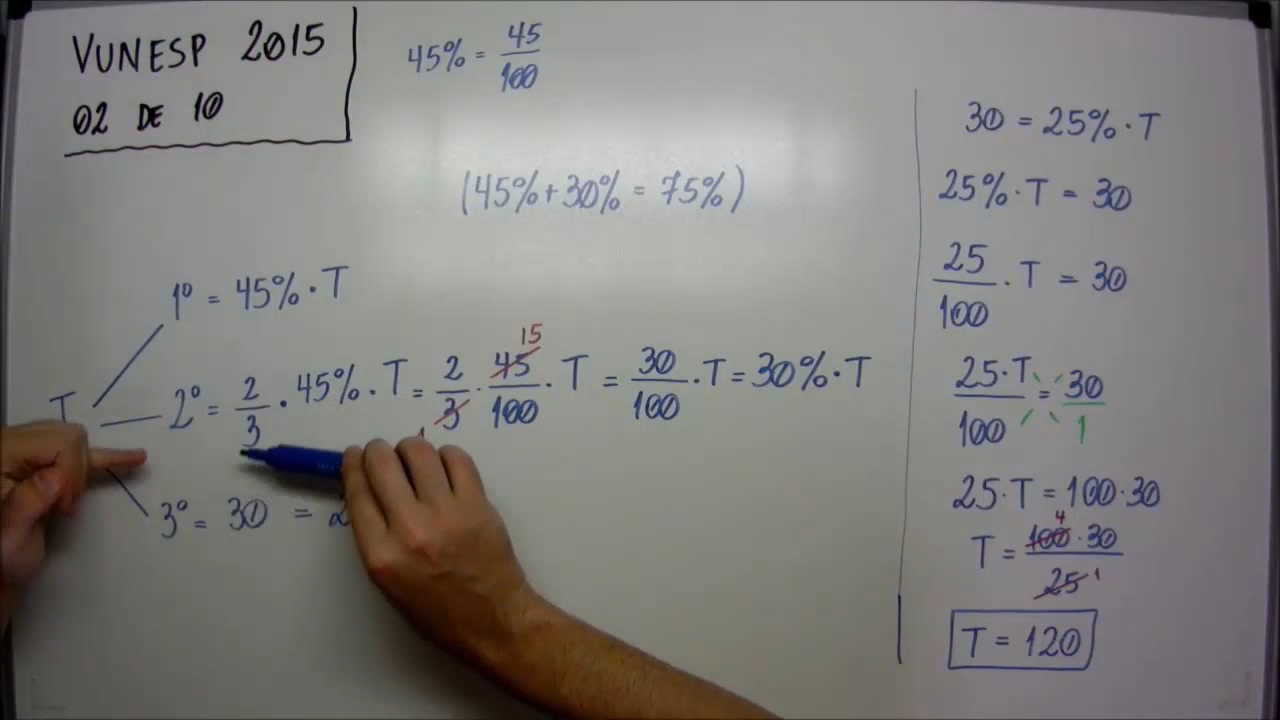 VUNESP 2015
02 DE 10
45% = 45/100
(45% + 30% = 75%)
1º = 45% · T
T
2º = 2/3 · 45% · T = 2/3 · 45/100 · T = 30/100 · T = 30% · T
15
1
3º = 30 = 2
30 = 25% · T
25% · T = 30
25/100 · T = 30
25 · T/100 = 30/1
25 · T = 100 · 30
T = 100 · 30/25
4
1
T = 120